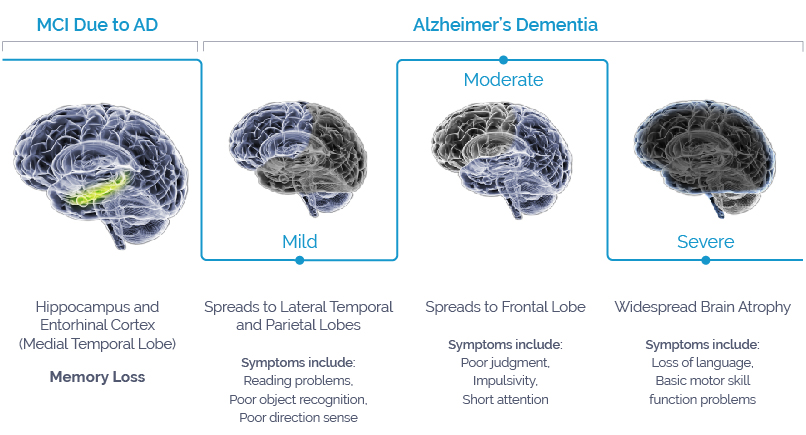 MCI Due to AD
Alzheimer's Dementia
Moderate
Mild
Severe
Hippocampus and
Entorhinal Cortex
(Medial Temporal Lobe)
Memory Loss
Spreads to Lateral Temporal
and Parietal Lobes
Symptoms include:
Reading problems,
Poor object recognition,
Poor direction sense
Spreads to Frontal Lobe
Symptoms include:
Poor judgment,
Impulsivity,
Short attention
Widespread Brain Atrophy
Symptoms include:
Loss of language,
Basic motor skill
function problems